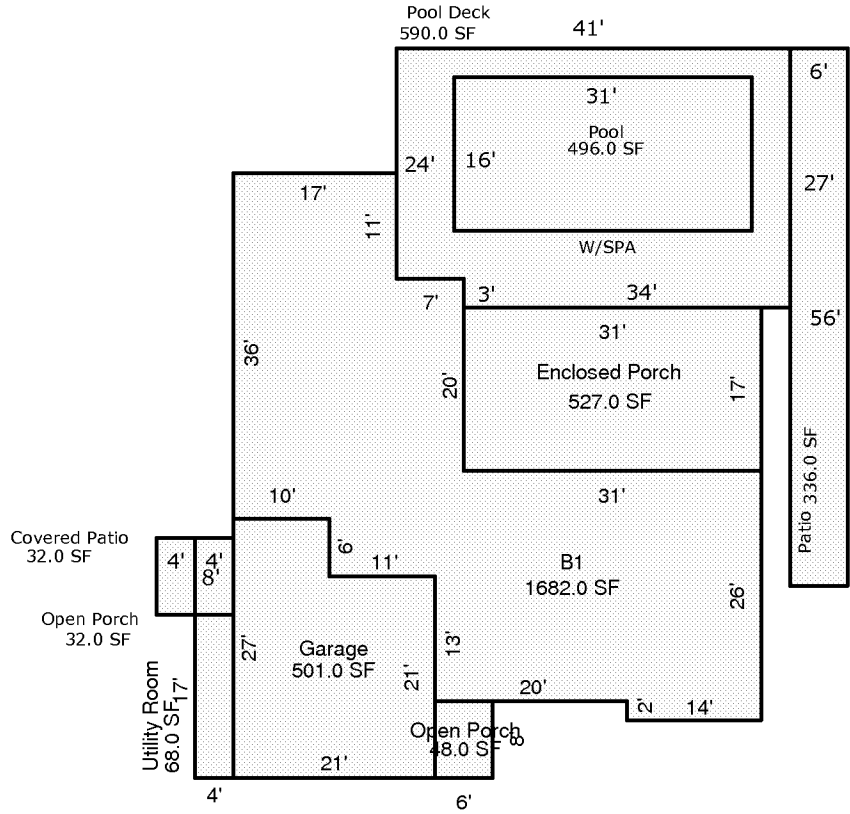 Pool Deck
590.0 SF
41'
6'
31'
Pool
496.0 SF
24'
16'
27'
17'
11'
W/SPA
7'
3'
34'
56'
31'
36'
20'
Enclosed Porch
527.0 SF
17'
Patio 336.0 SF
10'
31'
Covered Patio
32.0 SF
4'
4'
8'
6'
11'
B1
1682.0 SF
26'
Open Porch
32.0 SF
27'
Garage
501.0 SF
13'
21'
Utility Room
68.0 SF
17'
20'
2'
14'
Open Porch
48.0 SF
8'
21'
4'
6'